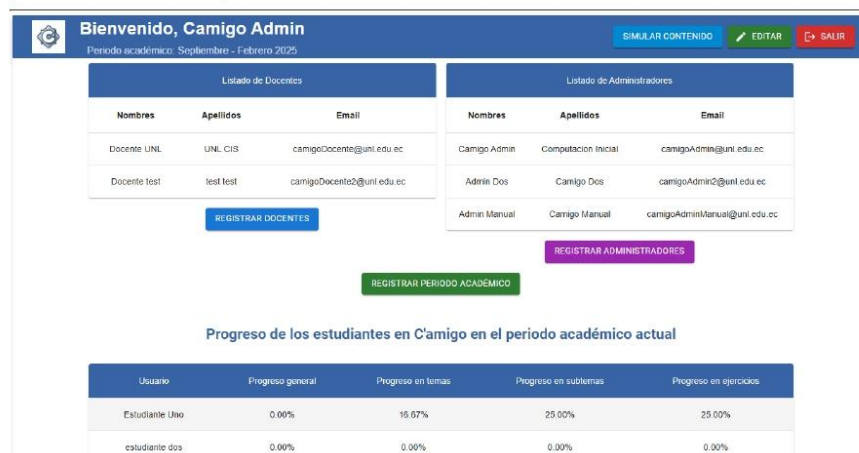 Bienvenido, Camigo Admin
Periodo académico: Septiembre - Febrero 2025
SIMULAR CONTENIDO
EDITAR
SALIR
Listado de Docentes
Nombres Apellidos Email
Docente UNL UNL CIS camigoDocente@unl.edu.ec
Docente test test test camigoDocente2@unl.edu.ec
REGISTRAR DOCENTES
Listado de Administradores
Nombres Apellidos Email
Camigo Admin Computacion Inicial camigoAdmin@unl.edu.ec
Admin Dos Camigo Dos camigoAdmin2@unl.edu.ec
Admin Manual Camigo Manual camigoAdminManual@unl.edu.ec
REGISTRAR ADMINISTRADORES
REGISTRAR PERIODO ACADÉMICO
Progreso de los estudiantes en C'amigo en el periodo académico actual
Usuario Progreso general Progreso en temas Progreso en subtemas Progreso en ejercicios
Estudiante Uno 0.00% 16.67% 25.00% 25.00%
estudiante dos 0.00% 0.00% 0.00% 0.00%